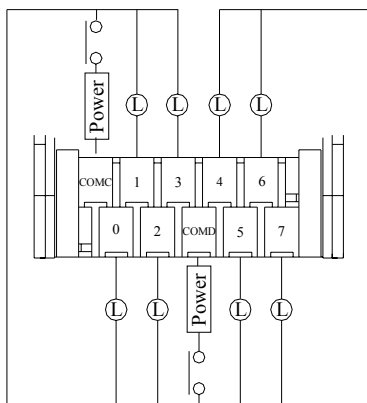 Power
L L L L
COMC 1 3 4 6
0 2 COMD 5 7
L L Power L L